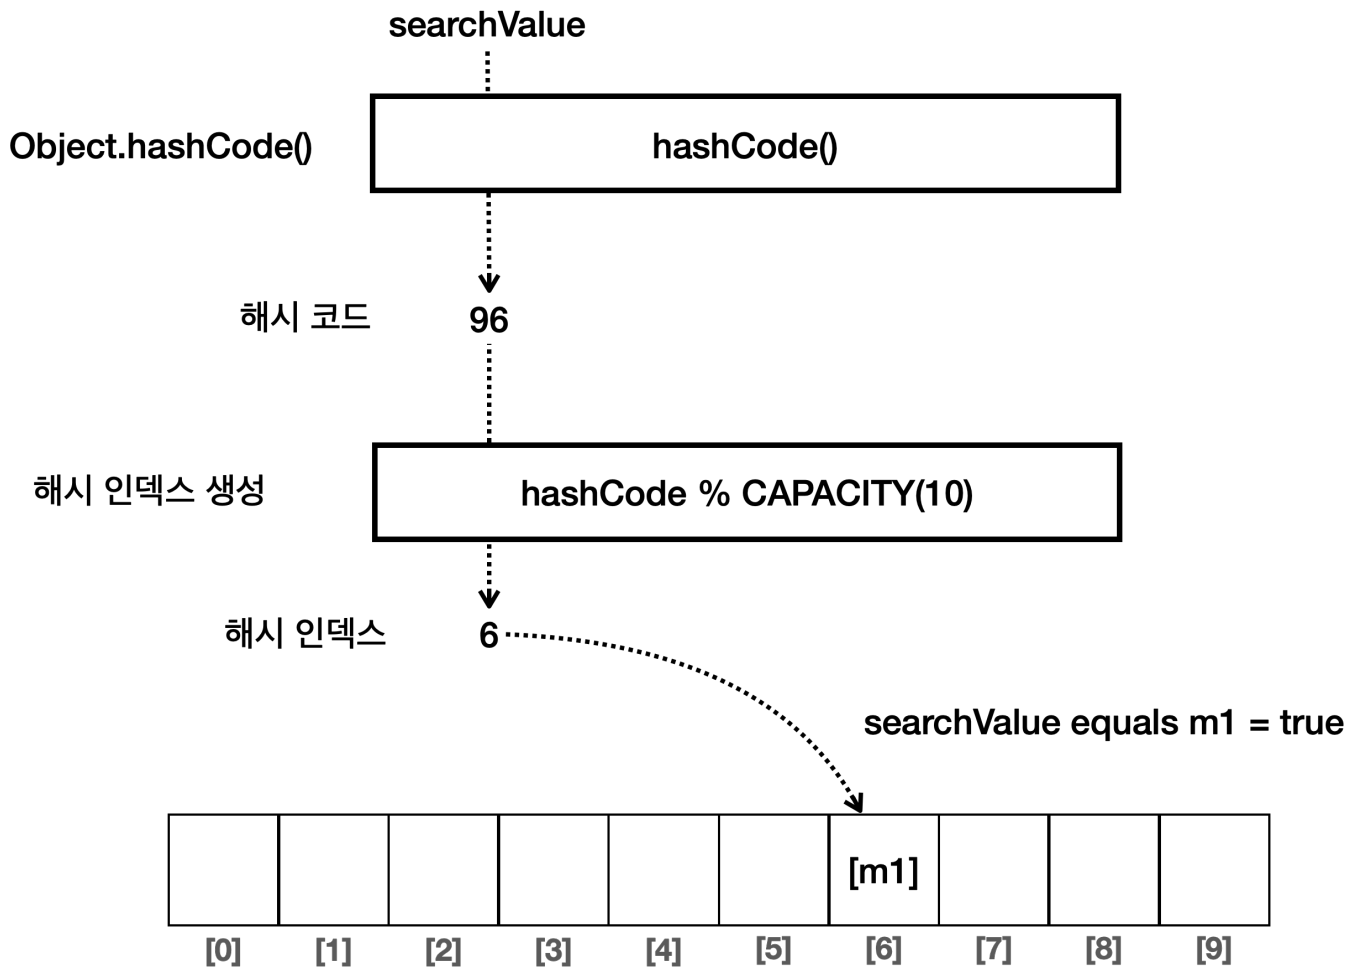 searchValue
Object.hashCode()
hashCode()
해시 코드
96
해시 인덱스 생성
hashCode % CAPACITY(10)
해시 인덱스
6
searchValue equals m1 = true
[m1]
[0] [1] [2] [3] [4] [5] [6] [7] [8] [9]